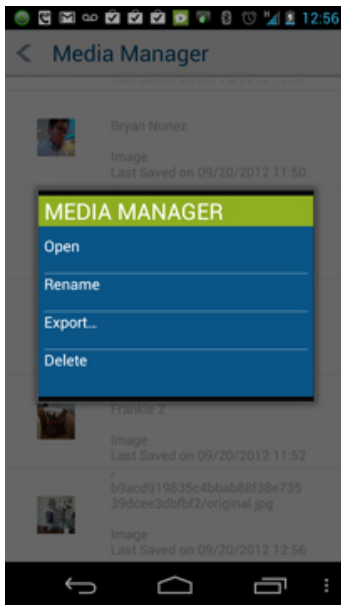 12:56
Media Manager
Bryan Nunez
Image
Last Saved on 09/20/2012 11:50
MEDIA MANAGER
Open
Rename
Export...
Delete
Frankie 2
Image
Last Saved on 09/20/2012 11:52
/
b9acd919835c4bbab88f38e735
39dcee3dbfbf2/original.jpg
Image
Last Saved on 09/20/2012 12:56